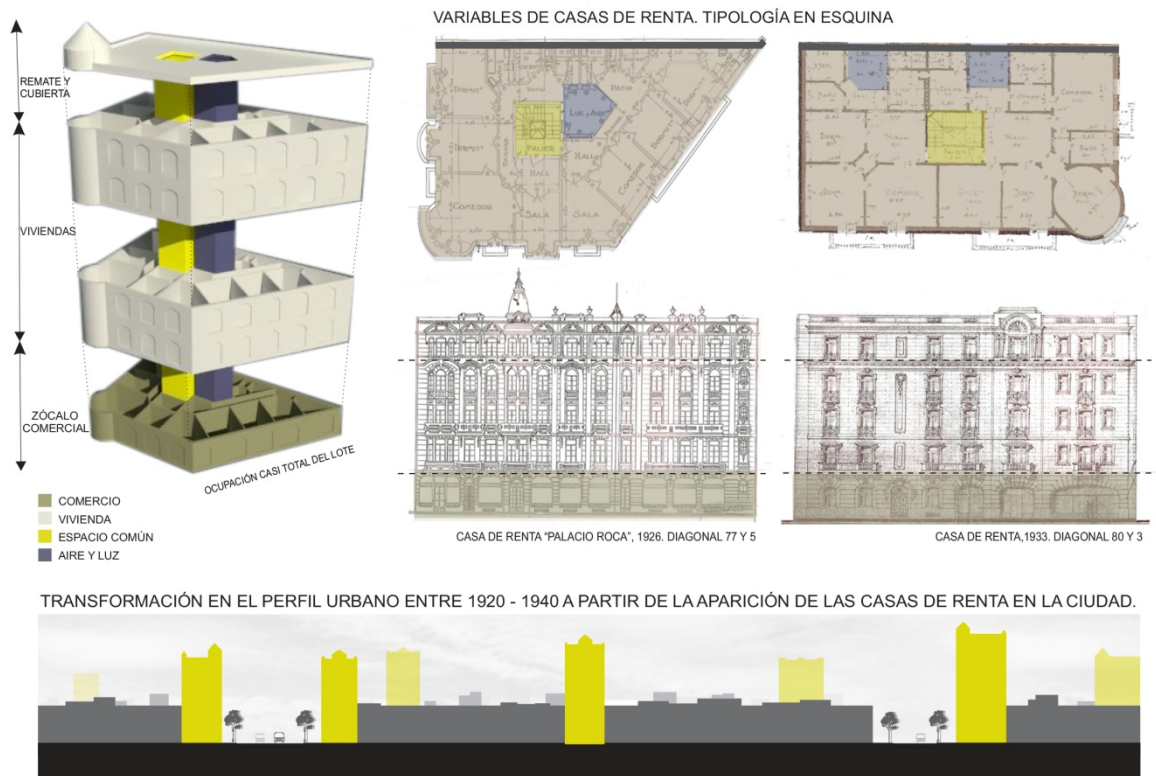 VARIABLES DE CASAS DE RENTA. TIPOLOGÍA EN ESQUINA
REMATE Y
CUBIERTA
VIVIENDAS
ZÓCALO
COMERCIAL
OCUPACIÓN CASI TOTAL DEL LOTE
COMERCIO
VIVIENDA
ESPACIO COMÚN
AIRE Y LUZ
PATIO
PATIO
LUZ Y AIRE
PALIER
HALL
HALL
COMEDOR
COMEDOR
SALA
SALA
CASA DE RENTA "PALACIO ROCA", 1926. DIAGONAL 77 Y 5
CASA DE RENTA,1933. DIAGONAL 80 Y 3
TRANSFORMACIÓN EN EL PERFIL URBANO ENTRE 1920 - 1940 A PARTIR DE LA APARICIÓN DE LAS CASAS DE RENTA EN LA CIUDAD.